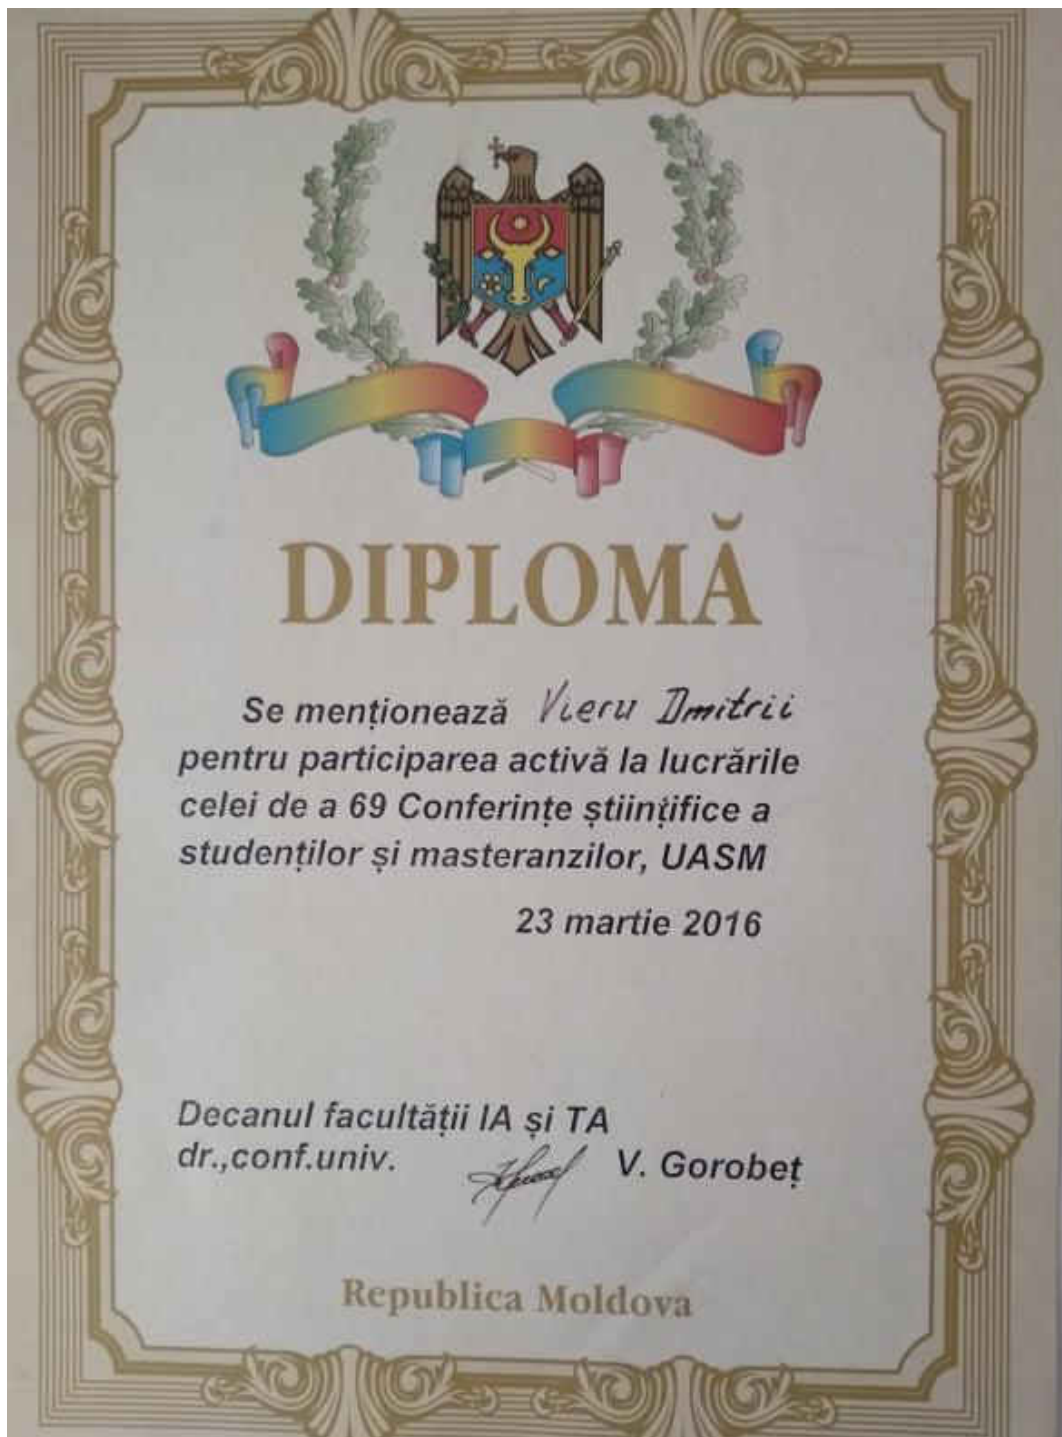 DIPLOMĂ
Se menționează Vieru Dmitrii
pentru participarea activă la lucrările
celei de a 69 Conferințe științifice a
studenților și masteranzilor, UASM
23 martie 2016
Decanul facultății IA și TA
dr.,conf.univ. V. Gorobeț
Republica Moldova